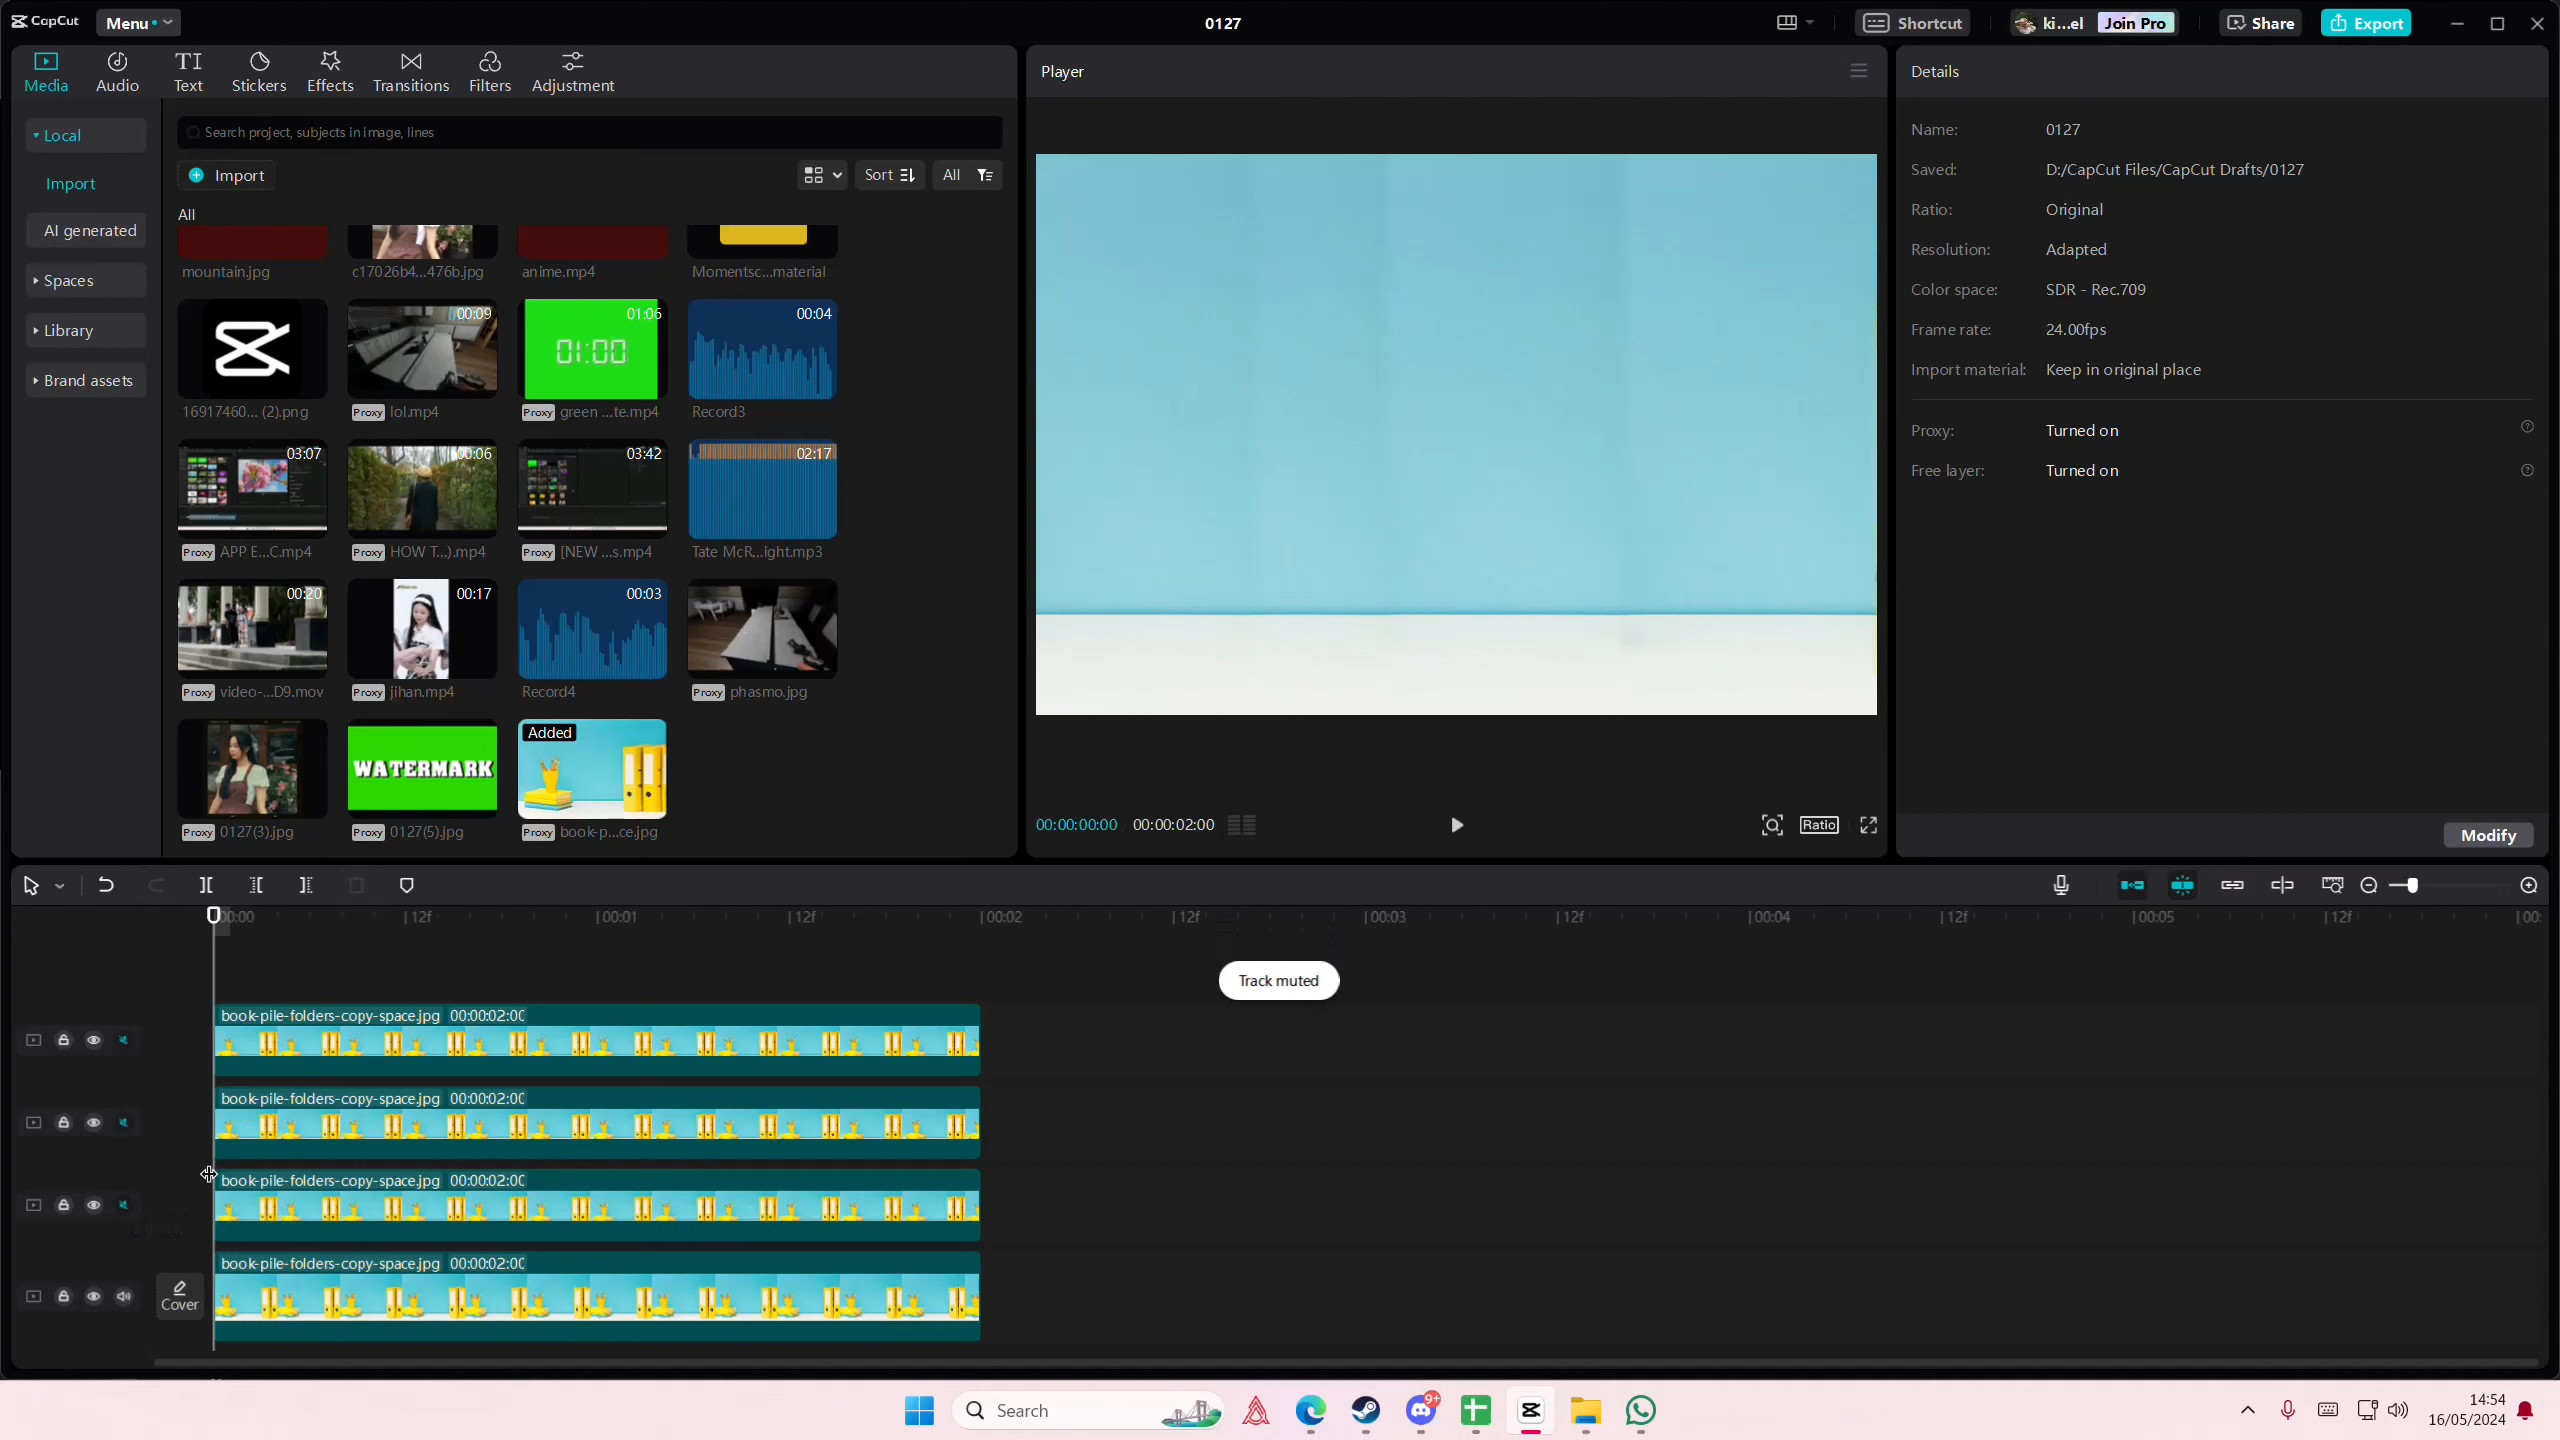 CapCut Menu 0127 Shortcut ki...el Join Pro Share Export
Media Audio Text Stickers Effects Transitions Filters Adjustment
Player
Details
Local
Import
AI generated
Spaces
Library
Brand assets
Search project, subjects in image, lines
Import
Sort
All
All
mountain.jpg c17026b4...476b.jpg anime.mp4 Momentsc...material
00:09 01:06 00:04
01:00
16917460... (2).png Proxy lol.mp4 Proxy green ...te.mp4 Record3
03:07 00:06 03:42 02:17
Proxy APP E...C.mp4 Proxy HOW T...).mp4 Proxy [NEW ...s.mp4 Tate McR...ight.mp3
00:20 00:17 00:03
Proxy video-...D9.mov Proxy jihan.mp4 Record4 Proxy phasmo.jpg
Added
WATERMARK
Proxy 0127(3).jpg Proxy 0127(5).jpg Proxy book-p...ce.jpg
00:00:00:00 00:00:02:00 Ratio
Name: 0127
Saved: D:/CapCut Files/CapCut Drafts/0127
Ratio: Original
Resolution: Adapted
Color space: SDR - Rec.709
Frame rate: 24.00fps
Import material: Keep in original place
Proxy: Turned on
Free layer: Turned on
Modify
00:00 12f 00:01 12f 00:02 12f 00:03 12f 00:04 12f 00:05 12f 00:
Track muted
book-pile-folders-copy-space.jpg 00:00:02:00
book-pile-folders-copy-space.jpg 00:00:02:00
book-pile-folders-copy-space.jpg 00:00:02:00
book-pile-folders-copy-space.jpg 00:00:02:00
Cover
Search
9+
14:54
16/05/2024